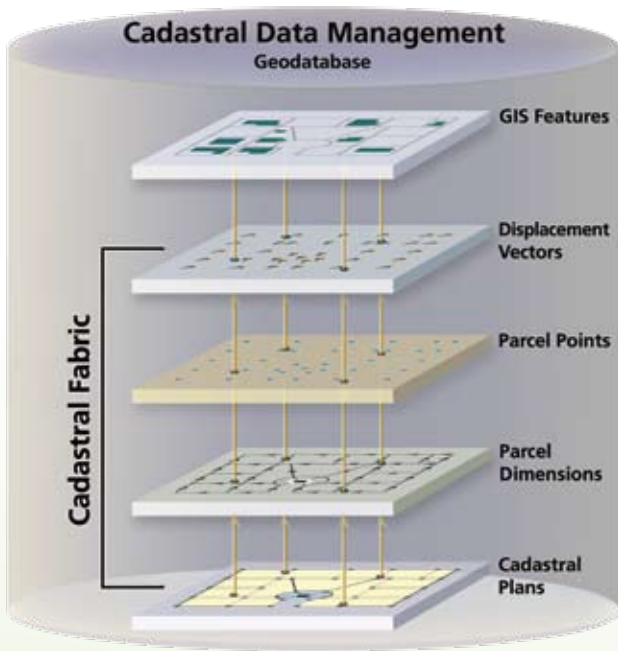 Cadastral Data Management
Geodatabase
GIS Features
Displacement
Vectors
Cadastral Fabric
Parcel Points
Parcel
Dimensions
Cadastral
Plans